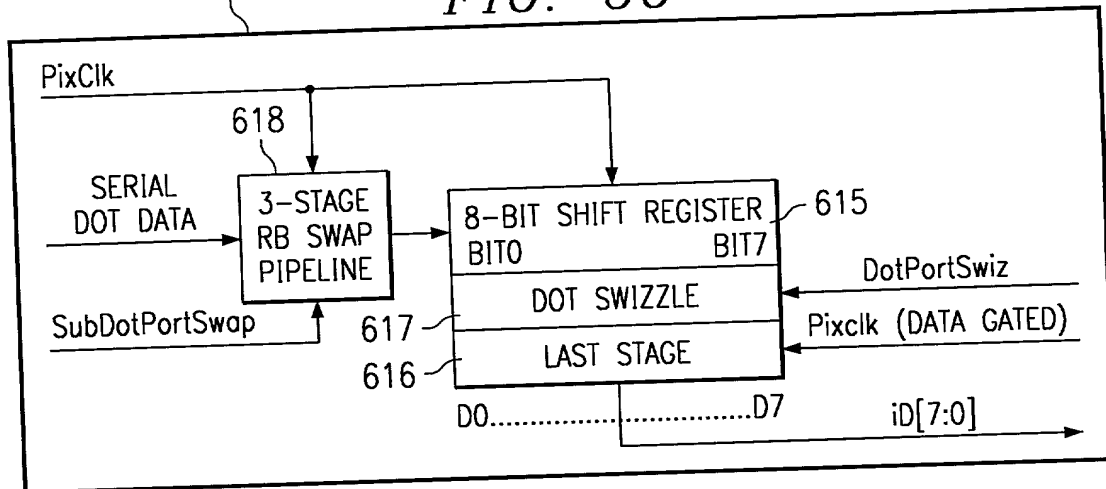 PixClk
618
SERIAL
DOT DATA
3-STAGE
RB SWAP
PIPELINE
8-BIT SHIFT REGISTER
BIT0 BIT7
615
DOT SWIZZLE
DotPortSwiz
SubDotPortSwap
617
Pixclk (DATA GATED)
LAST STAGE
616
D0..............................D7
iD[7:0]